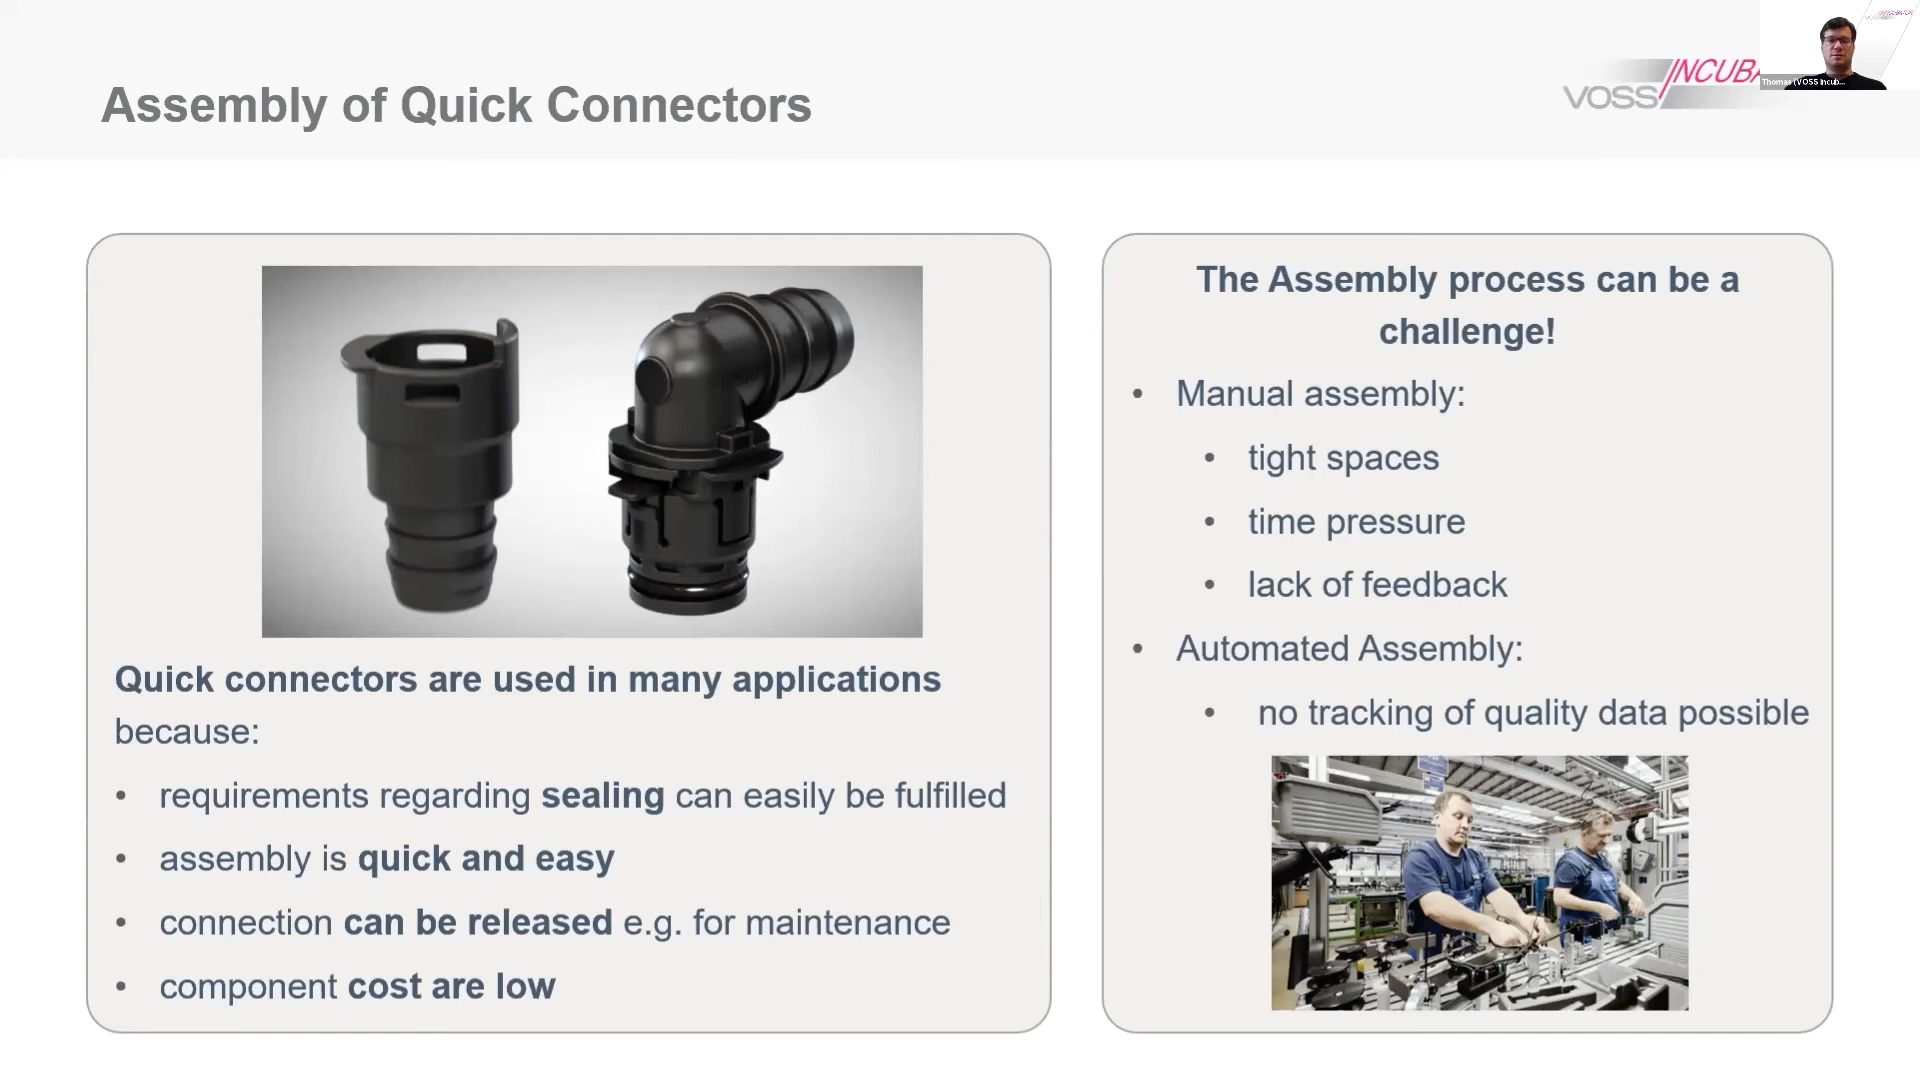 Assembly of Quick Connectors
VOSS
INCUBA
Thomas (VOSS Incub...
Quick connectors are used in many applications
because:
• requirements regarding sealing can easily be fulfilled
• assembly is quick and easy
• connection can be released e.g. for maintenance
• component cost are low
The Assembly process can be a
challenge!
• Manual assembly:
• tight spaces
• time pressure
• lack of feedback
• Automated Assembly:
• no tracking of quality data possible